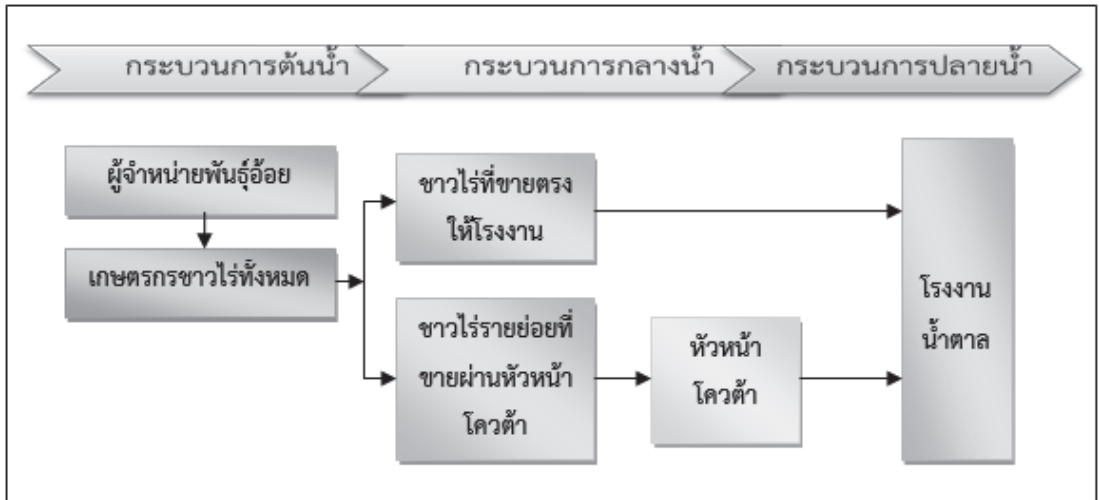 กระบวนการต้นน้ำ
กระบวนการกลางน้ำ
กระบวนการปลายน้ำ
ผู้จำหน่ายพันธุ์อ้อย
เกษตรกรชาวไร่ทั้งหมด
ชาวไร่ที่ขายตรง
ให้โรงงาน
ชาวไร่รายย่อยที่
ขายผ่านหัวหน้า
โควต้า
หัวหน้า
โควต้า
โรงงาน
น้ำตาล